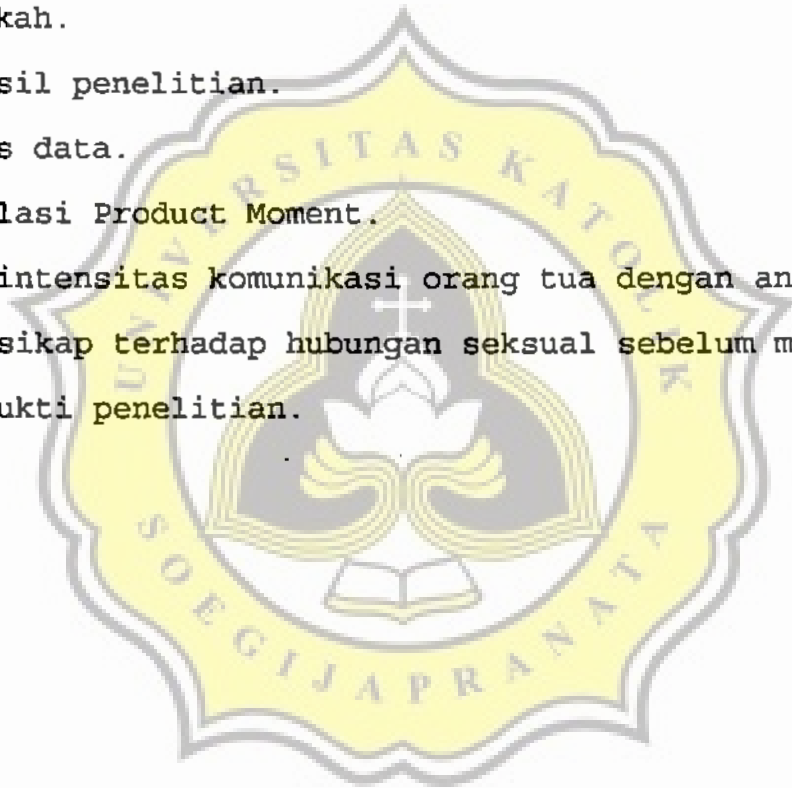 kah.
sil penelitian.
s data.
lasi Product Moment.
intensitas komunikasi orang tua dengan an
sikap terhadap hubungan seksual sebelum m
ukti penelitian.
UNIVERSITAS KATOLIK
SOEGIJAPRANATA